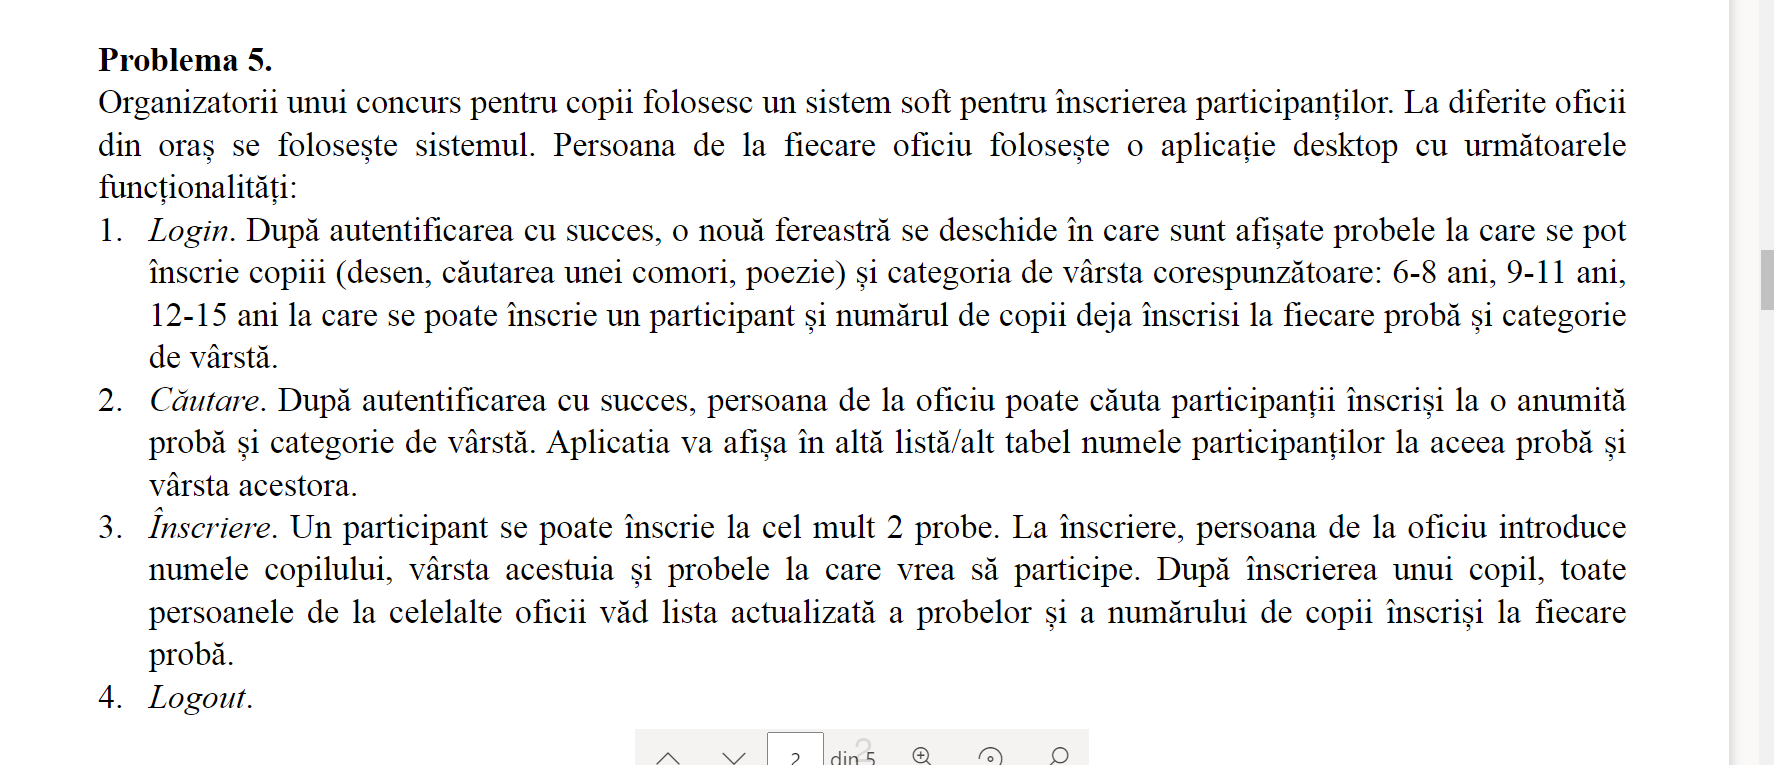 Problema 5.
Organizatorii unui concurs pentru copii folosesc un sistem soft pentru înscrierea participanților. La diferite oficii
din oraș se folosește sistemul. Persoana de la fiecare oficiu folosește o aplicație desktop cu următoarele
funcționalități:
1. Login. După autentificarea cu succes, o nouă fereastră se deschide în care sunt afișate probele la care se pot
înscrie copiii (desen, căutarea unei comori, poezie) și categoria de vârsta corespunzătoare: 6-8 ani, 9-11 ani,
12-15 ani la care se poate înscrie un participant și numărul de copii deja înscrisi la fiecare probă și categorie
de vârstă.
2. Căutare. După autentificarea cu succes, persoana de la oficiu poate căuta participanții înscriși la o anumită
probă și categorie de vârstă. Aplicatia va afișa în altă listă/alt tabel numele participanților la aceea probă și
vârsta acestora.
3. Înscriere. Un participant se poate înscrie la cel mult 2 probe. La înscriere, persoana de la oficiu introduce
numele copilului, vârsta acestuia și probele la care vrea să participe. După înscrierea unui copil, toate
persoanele de la celelalte oficii văd lista actualizată a probelor și a numărului de copii înscriși la fiecare
probă.
4. Logout.
2
2 din 5